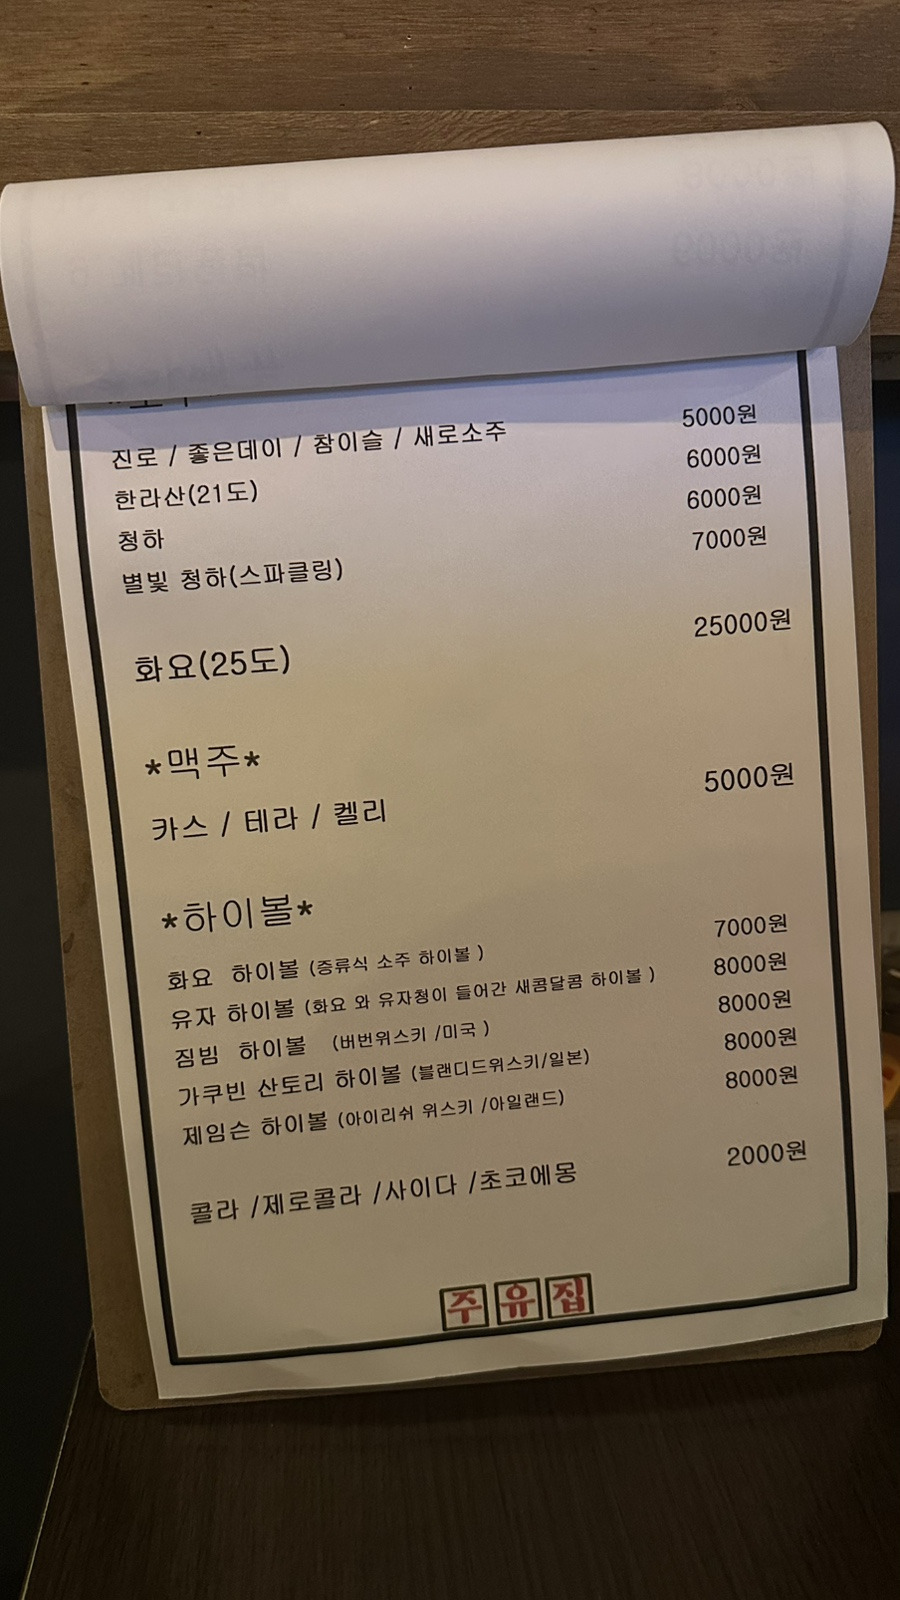 진로 / 좋은데이 / 참이슬 / 새로소주 5000원
한라산(21도) 6000원
청하 6000원
별빛 청하(스파클링) 7000원
화요(25도) 25000원
*맥주*
카스 / 테라 / 켈리 5000원
*하이볼*
화요 하이볼 (증류식 소주 하이볼 ) 7000원
유자 하이볼 (화요 와 유자청이 들어간 새콤달콤 하이볼 ) 8000원
짐빔 하이볼 (버번위스키 /미국 ) 8000원
가쿠빈 산토리 하이볼 (블랜디드위스키/일본) 8000원
제임슨 하이볼 (아이리쉬 위스키 /아일랜드) 8000원
콜라 /제로콜라 /사이다 /초코에몽 2000원
주유집